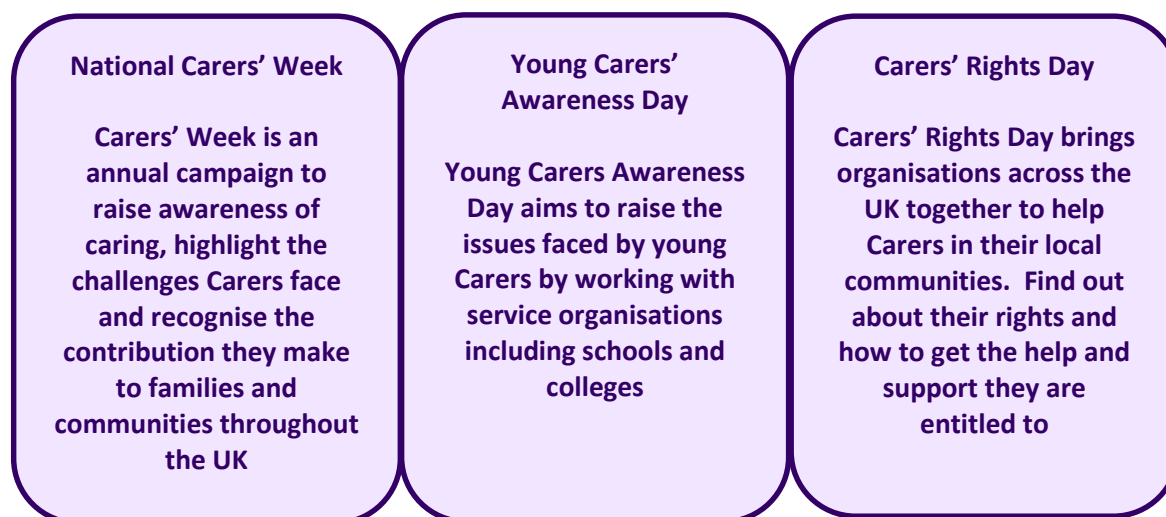 National Carers’ Week
Carers’ Week is an
annual campaign to
raise awareness of
caring, highlight the
challenges Carers face
and recognise the
contribution they make
to families and
communities throughout
the UK
Young Carers’
Awareness Day
Young Carers Awareness
Day aims to raise the
issues faced by young
Carers by working with
service organisations
including schools and
colleges
Carers’ Rights Day
Carers’ Rights Day brings
organisations across the
UK together to help
Carers in their local
communities.  Find out
about their rights and
how to get the help and
support they are
entitled to